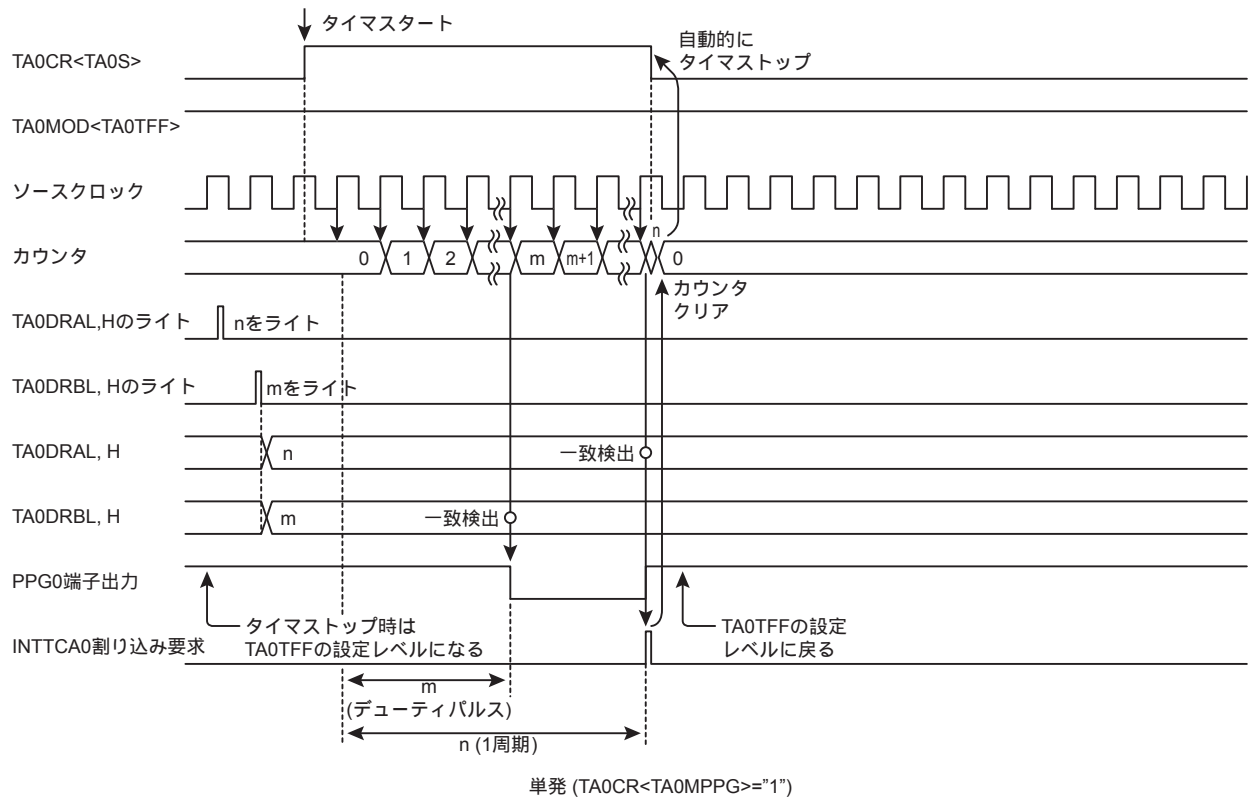 タイマスタート
TA0CR<TA0S>
自動的に
タイマストップ
TA0MOD<TA0TFF>
ソースクロック
n
カウンタ
0 1 2 m m+1 0
カウンタ
クリア
TA0DRAL,Hのライト nをライト
TA0DRBL, Hのライト mをライト
TA0DRAL, H n 一致検出
TA0DRBL, H m 一致検出
PPG0端子出力
タイマストップ時は
TA0TFFの設定レベルになる
TA0TFFの設定
レベルに戻る
INTTCA0割り込み要求
m
(デューティパルス)
n (1周期)
単発 (TA0CR<TA0MPPG>=”1”)